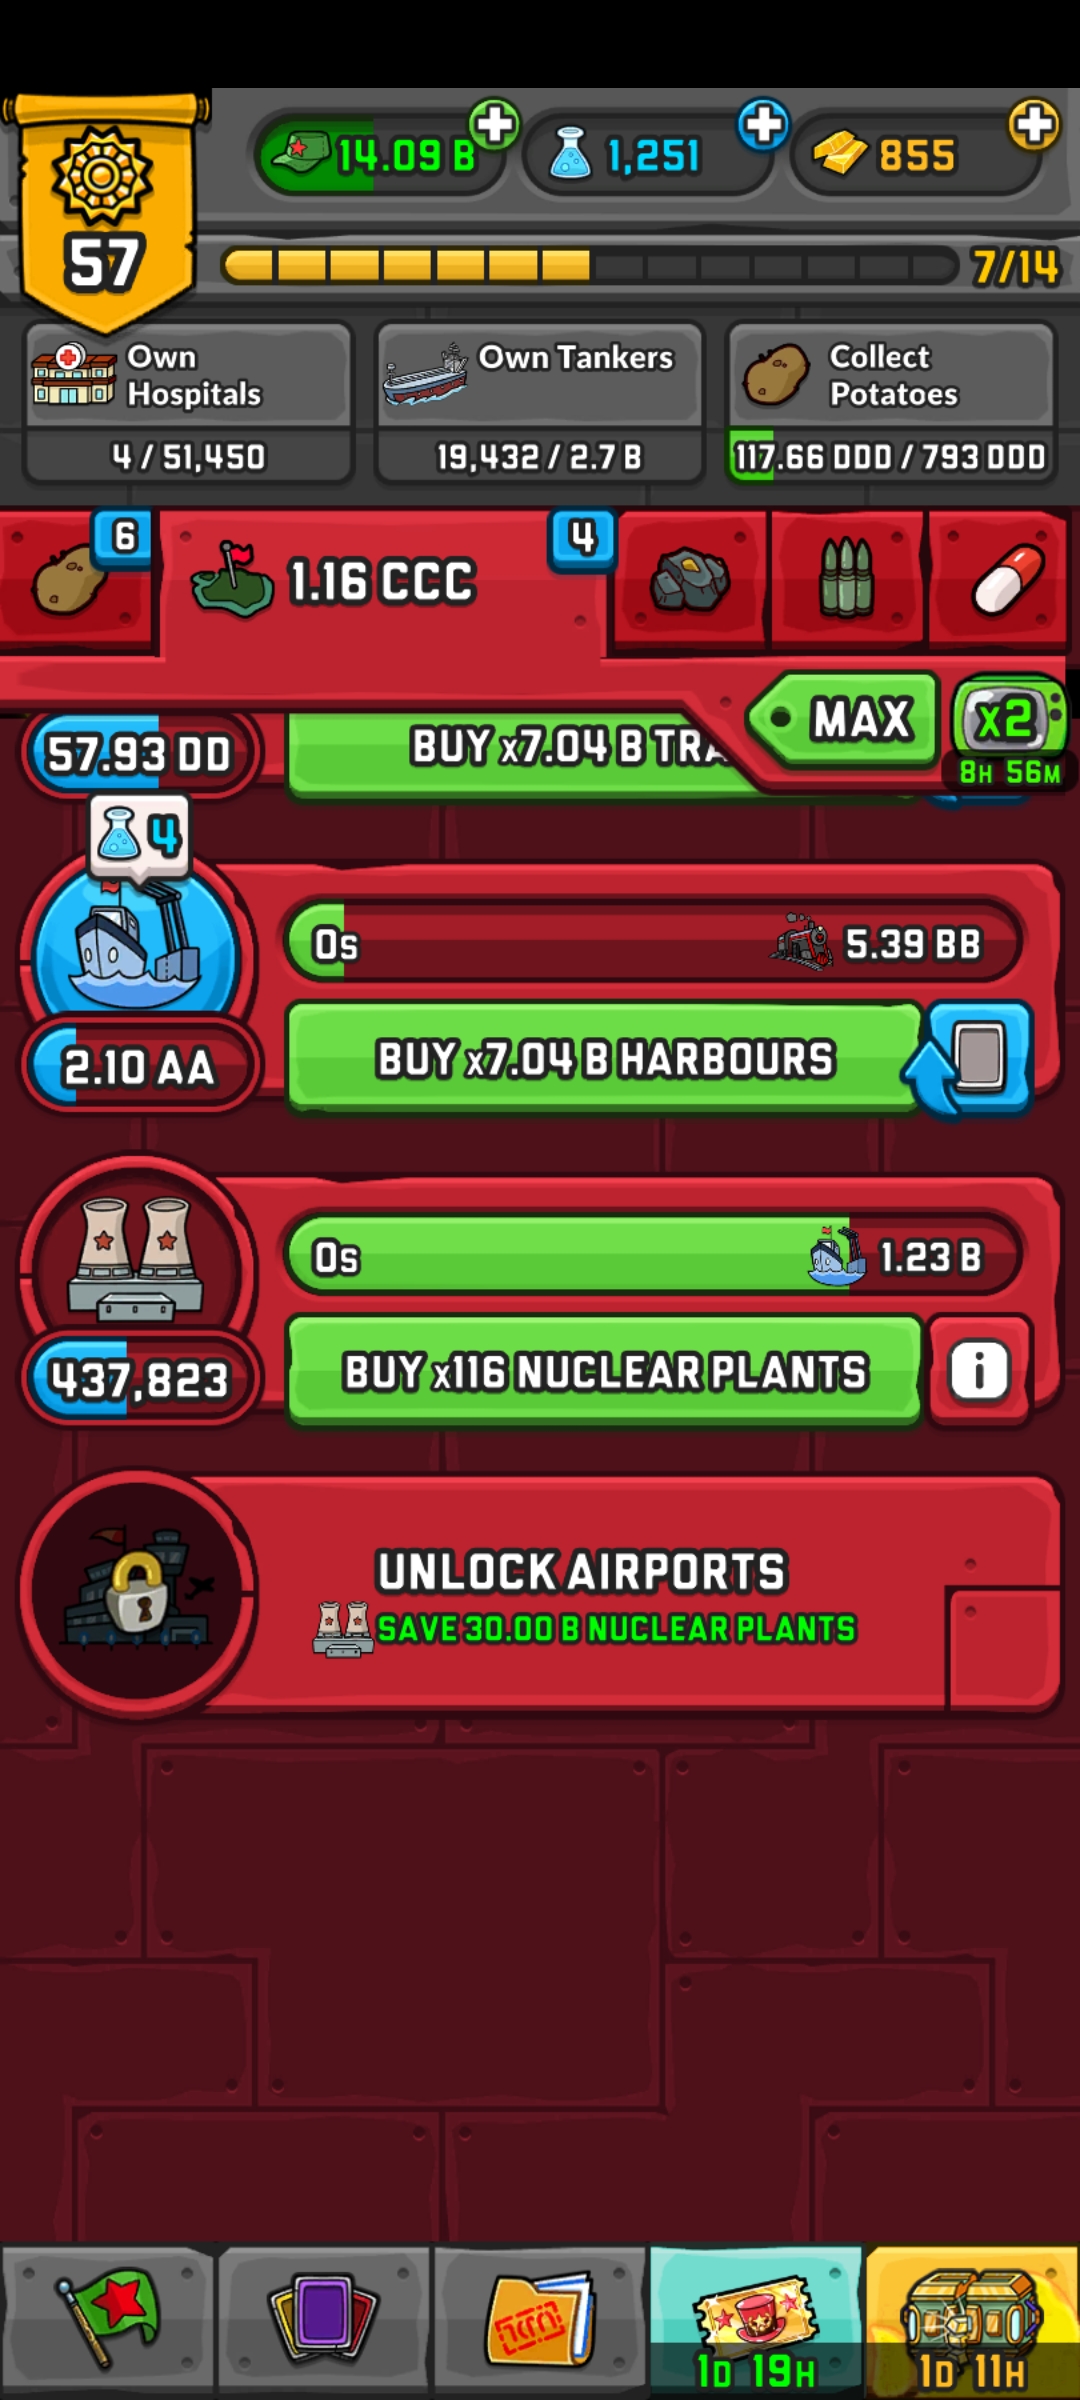 14.09 B
1,251
855
57
7/14
Own Hospitals
4 / 51,450
Own Tankers
19,432 / 2.7 B
Collect Potatoes
117.66 DDD / 793 DDD
6
1.16 CCC
4
MAX
x2
8H 56M
57.93 DD
BUY x7.04 B TRA
4
0s
5.39 BB
2.10 AA
BUY x7.04 B HARBOURS
0s
1.23 B
437,823
BUY x116 NUCLEAR PLANTS
i
UNLOCK AIRPORTS
SAVE 30.00 B NUCLEAR PLANTS
1D 19H
1D 11H